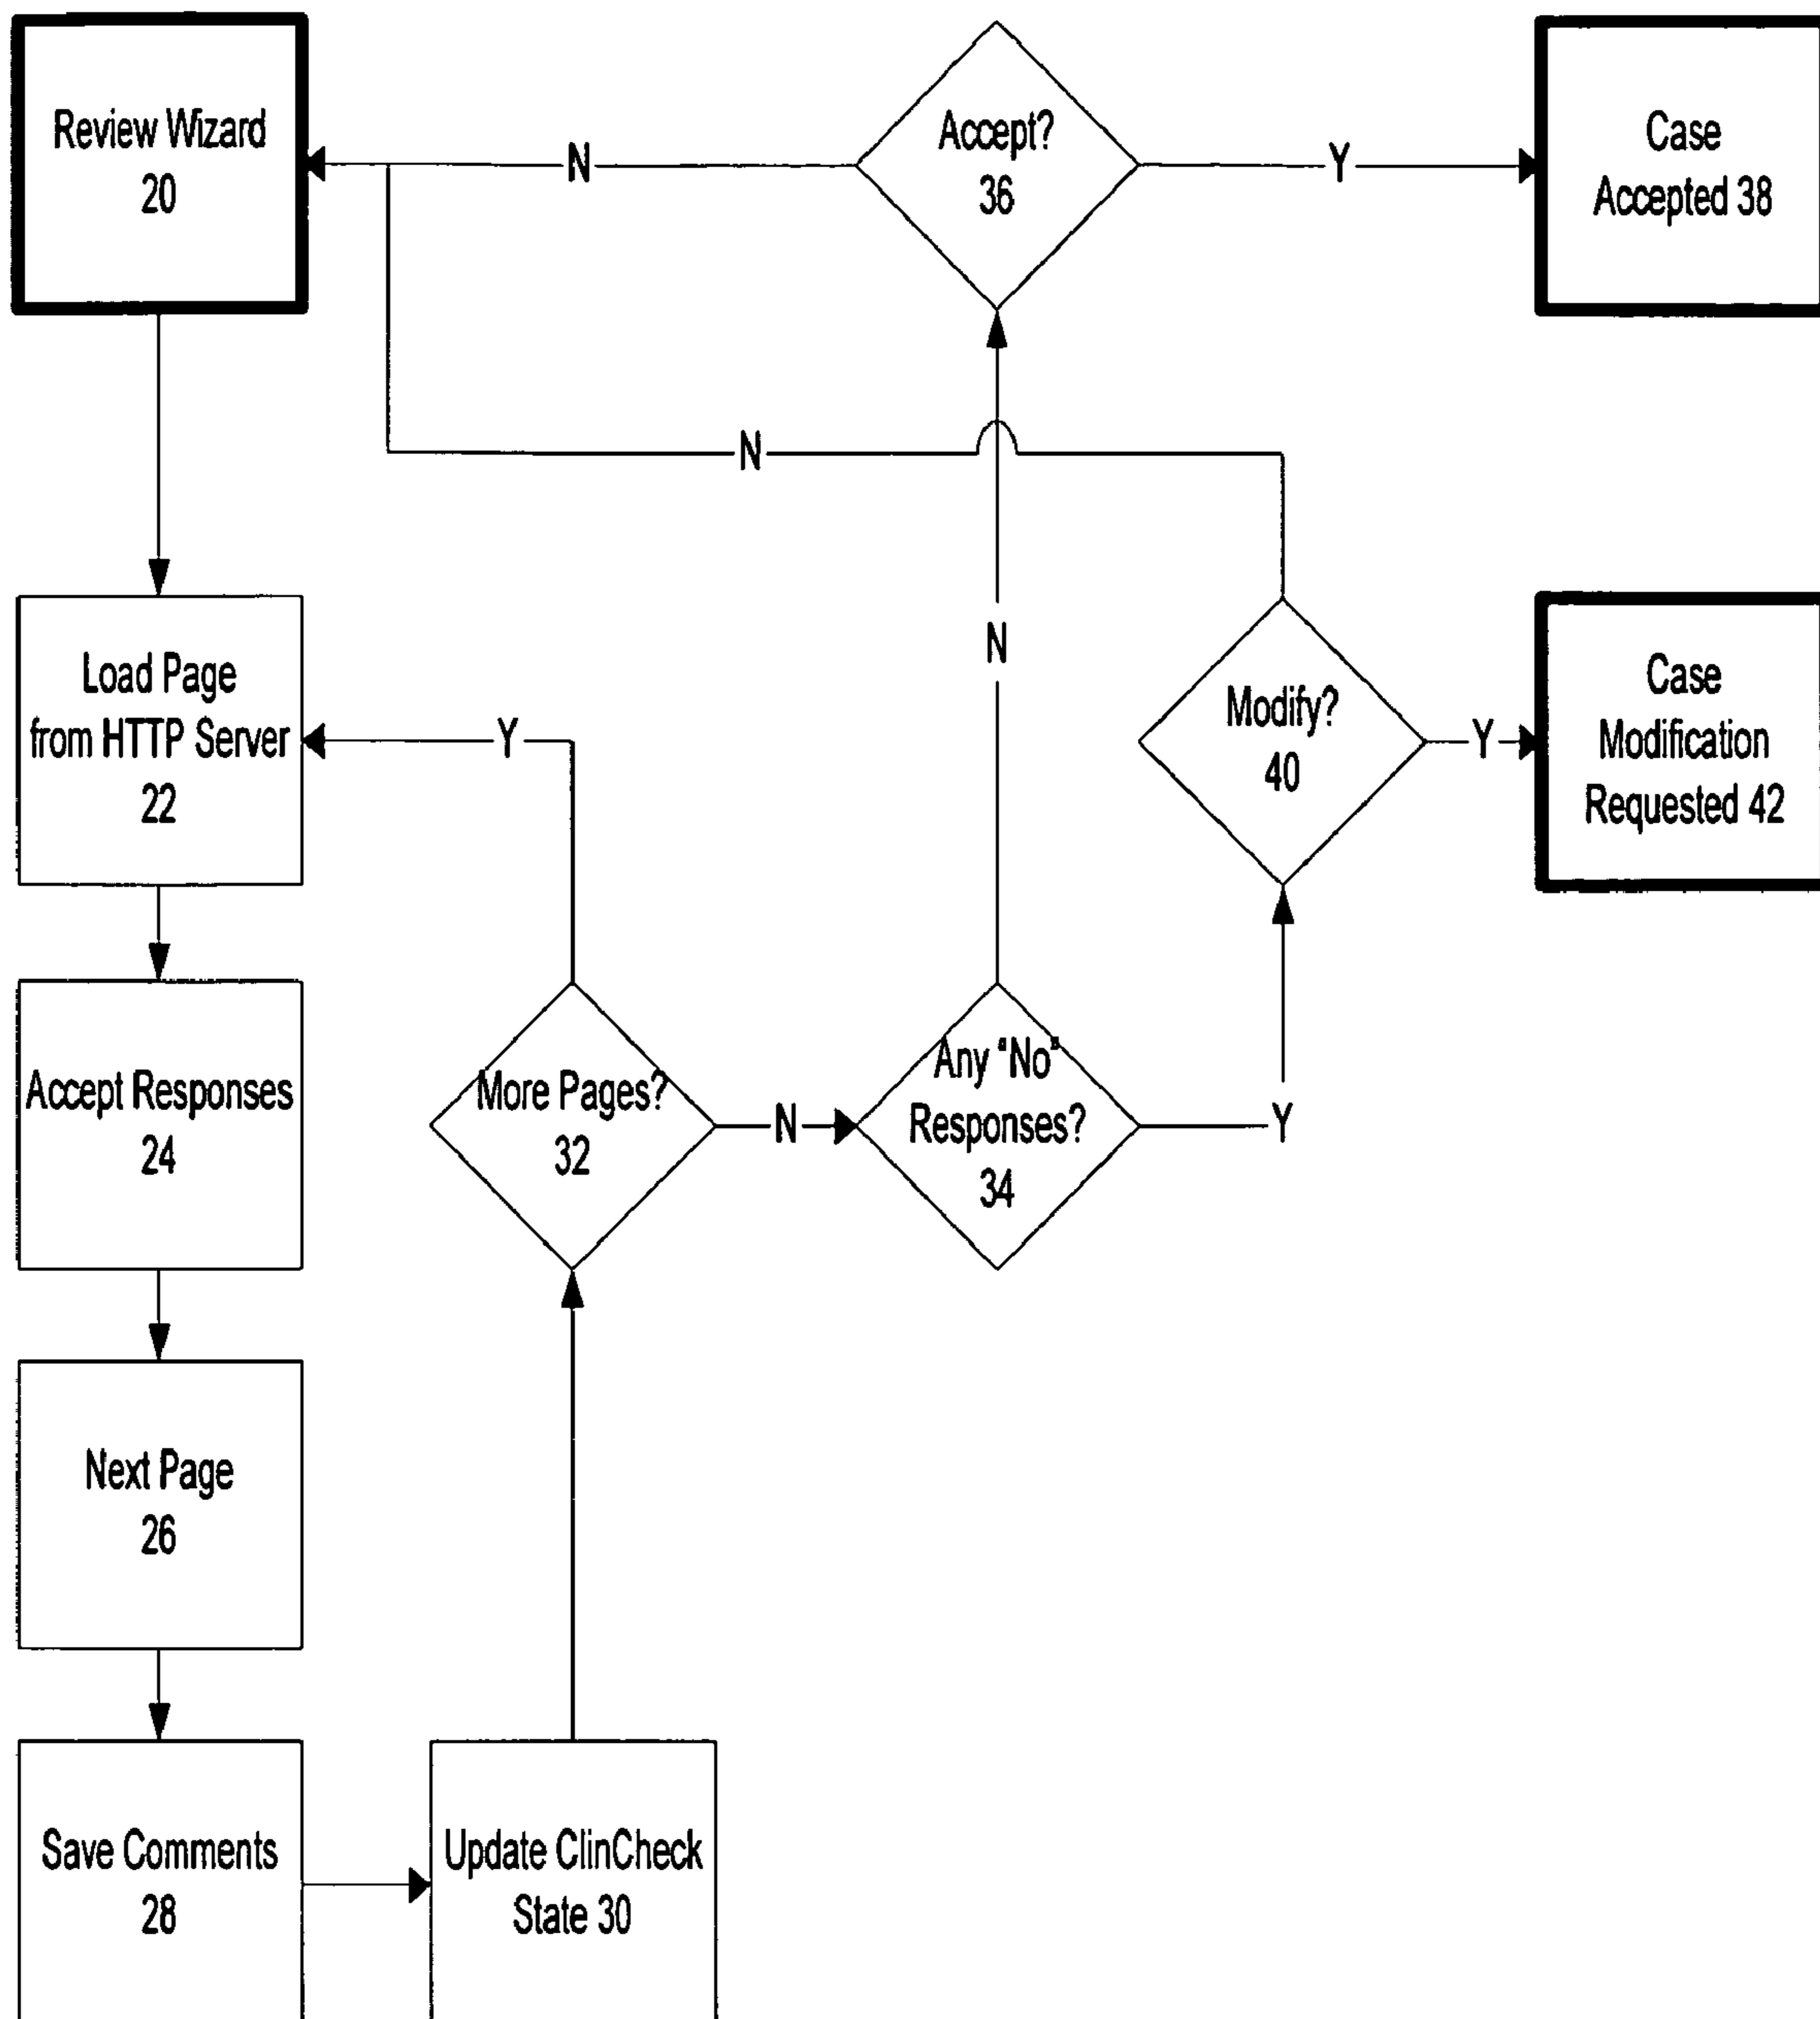 Review Wizard
20
N
Accept?
36
Y
Case
Accepted 38
N
Load Page
from HTTP Server
22
Y
N
Modify?
40
Y
Case
Modification
Requested 42
Accept Responses
24
More Pages?
32
N
Any "No"
Responses?
34
Y
Next Page
26
Save Comments
28
Update ClinCheck
State 30